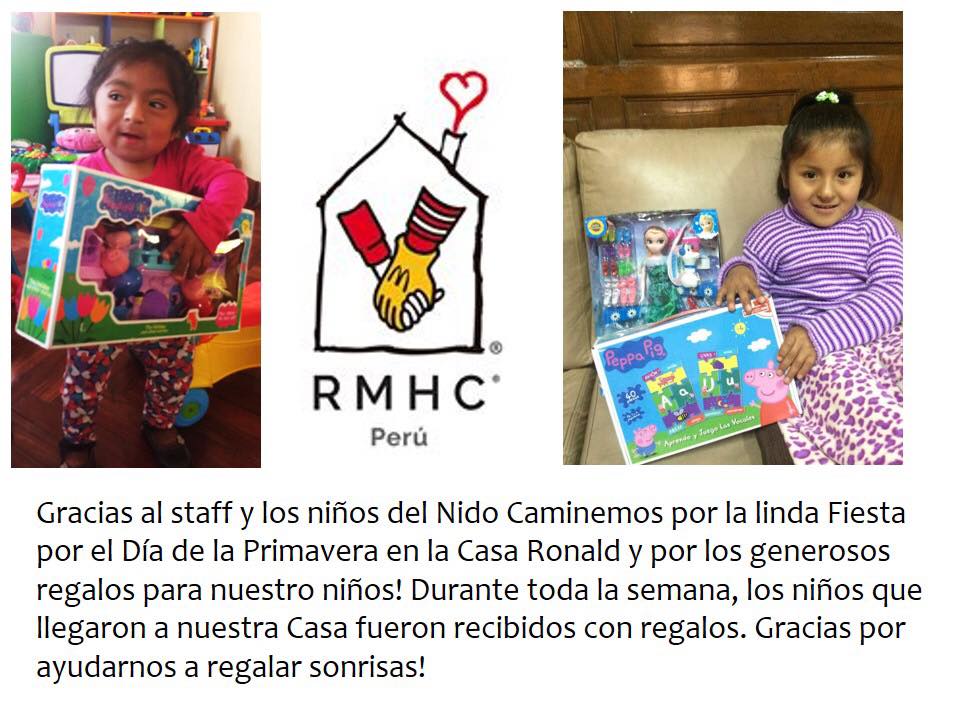 RMHC
Perú
Peppa Pig
Aprendo y Juego Las Vocales
Gracias al staff y los niños del Nido Caminemos por la linda Fiesta
por el Día de la Primavera en la Casa Ronald y por los generosos
regalos para nuestro niños! Durante toda la semana, los niños que
llegaron a nuestra Casa fueron recibidos con regalos. Gracias por
ayudarnos a regalar sonrisas!